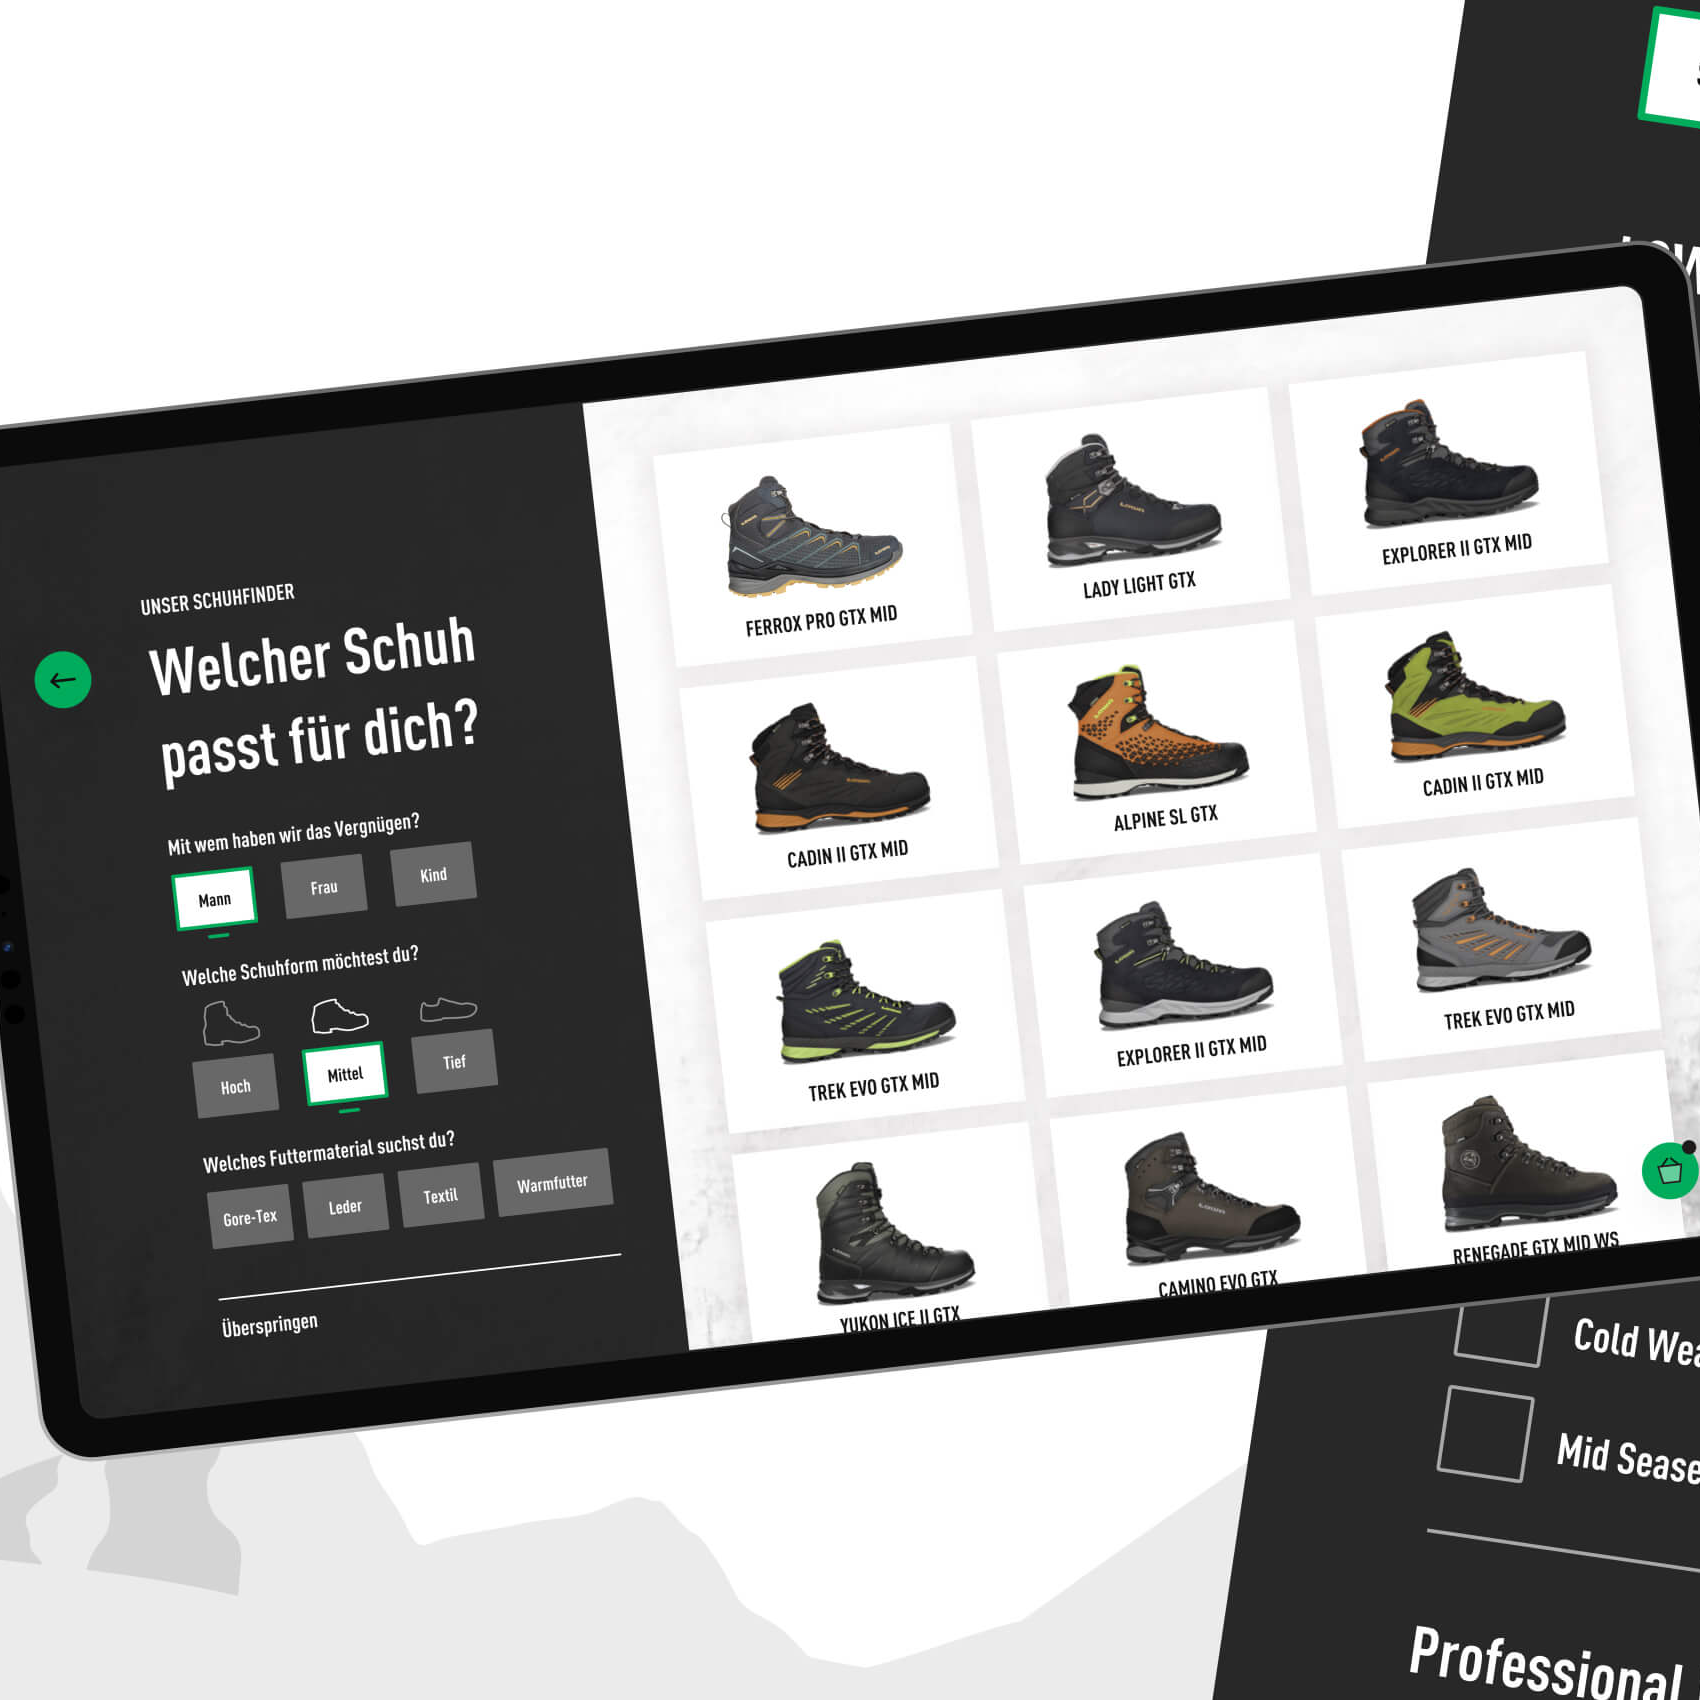 UNSER SCHUHFINDER
Welcher Schuh
passt für dich?
Mit wem haben wir das Vergnügen?
Mann
Frau
Kind
Welche Schuhform möchtest du?
Hoch
Mittel
Tief
Welches Futtermaterial suchst du?
Gore-Tex
Leder
Textil
Warmfutter
Überspringen
FERROX PRO GTX MID
LADY LIGHT GTX
EXPLORER II GTX MID
CADIN II GTX MID
ALPINE SL GTX
CADIN II GTX MID
TREK EVO GTX MID
EXPLORER II GTX MID
TREK EVO GTX MID
YUKON ICE II GTX
CAMINO EVO GTX
RENEGADE GTX MID WS
Cold Wea
Mid Seaso
Professional